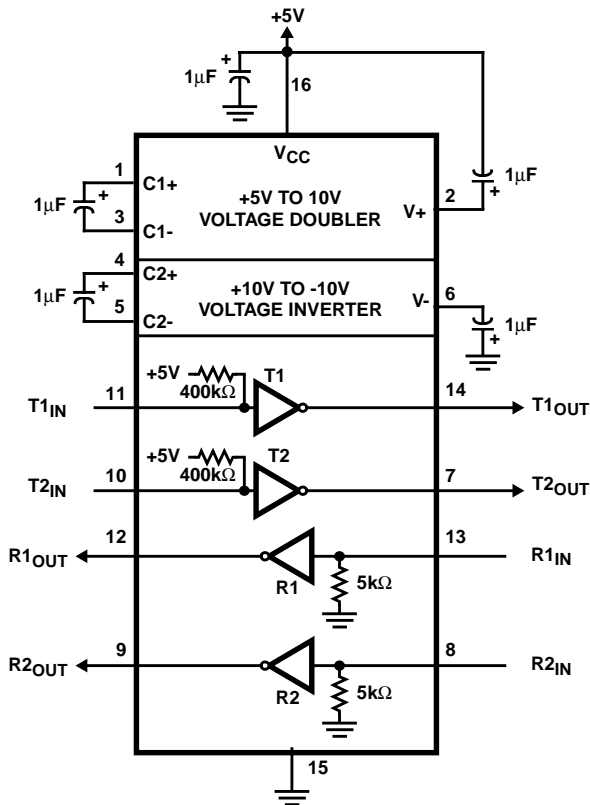 +5V
+
1µF
16
VCC
1
C1+
+5V TO 10V
VOLTAGE DOUBLER
+
1µF
3
C1-
V+
2
1µF
+
4
C2+
+10V TO -10V
VOLTAGE INVERTER
+
1µF
5
C2-
V-
6
1µF
+
+5V
400kΩ
T1
T1IN
11
14
T1OUT
+5V
400kΩ
T2
T2IN
10
7
T2OUT
R1OUT
12
13
R1IN
R1
5kΩ
R2OUT
9
8
R2IN
R2
5kΩ
15